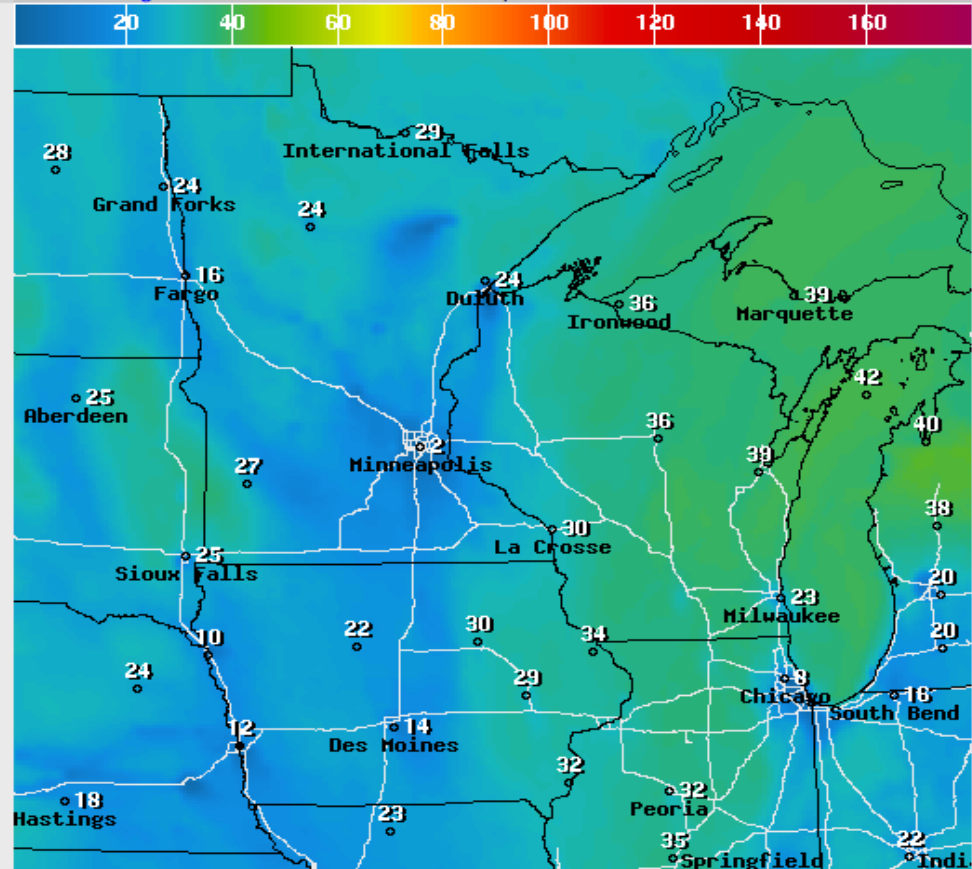 20 40 60 80 100 120 140 160
29
International Falls
28
24
Grand Forks
24
16
Fargo
24
Duluth
39
Marquette
36
Ironwood
42
25
Aberdeen
36
40
2
Minneapolis
39
27
38
30
La Crosse
25
Sioux Falls
20
23
Milwaukee
10
22
30
34
20
24
29
8
Chicago
16
South Bend
12
14
Des Moines
32
18
Hastings
32
Peoria
23
35
Springfield
22
Indi